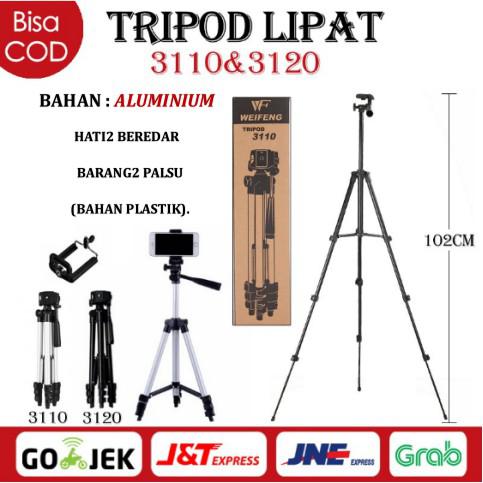 Bisa
COD
TRIPOD LIPAT
3110&3120
BAHAN : ALUMINIUM
HATI2 BEREDAR
BARANG2 PALSU
(BAHAN PLASTIK).
WF
WEIFENG
TRIPOD
3110
102CM
3110
3120
GOJEK
J&T EXPRESS
JNE EXPRESS
Grab